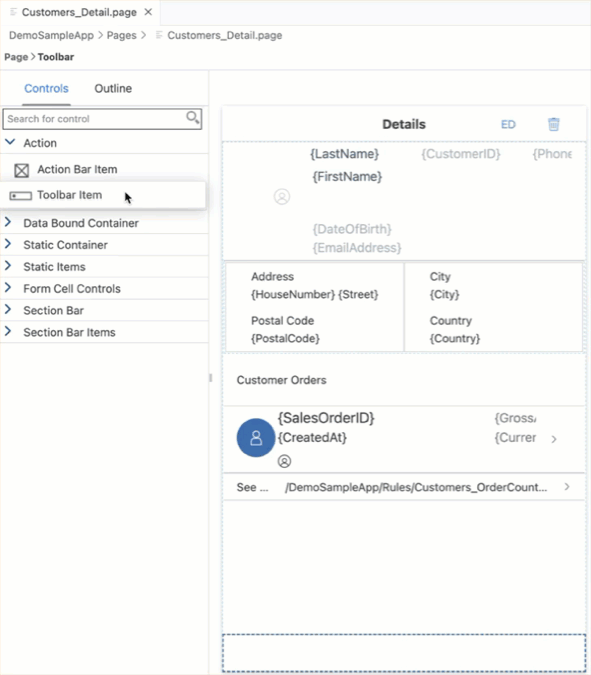 Customers_Detail.page
DemoSampleApp > Pages > Customers_Detail.page
Page > Toolbar
Controls Outline
Search for control
Action
Action Bar Item
Toolbar Item
Data Bound Container
Static Container
Static Items
Form Cell Controls
Section Bar
Section Bar Items
Details ED
{LastName} {CustomerID} {Phone
{FirstName}
{DateOfBirth}
{EmailAddress}
Address City
{HouseNumber} {Street} {City}
Postal Code Country
{PostalCode} {Country}
Customer Orders
{SalesOrderID} {Gross
{CreatedAt} {Curren
See ... /DemoSampleApp/Rules/Customers_OrderCount...